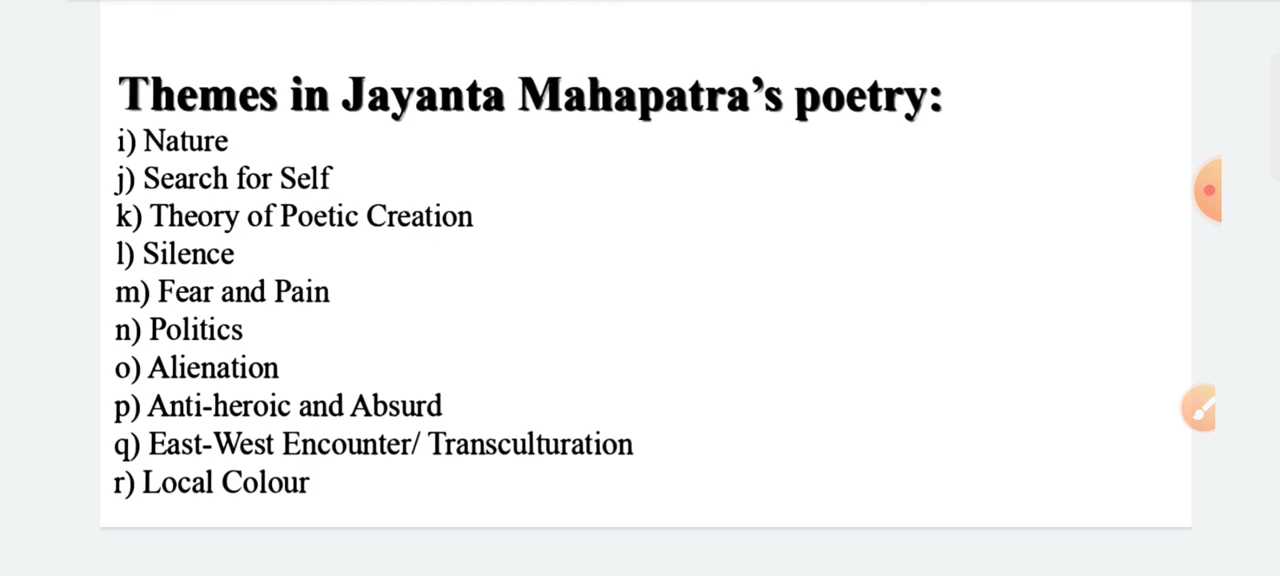 Themes in Jayanta Mahapatra’s poetry:
i) Nature
j) Search for Self
k) Theory of Poetic Creation
l) Silence
m) Fear and Pain
n) Politics
o) Alienation
p) Anti-heroic and Absurd
q) East-West Encounter/ Transculturation
r) Local Colour